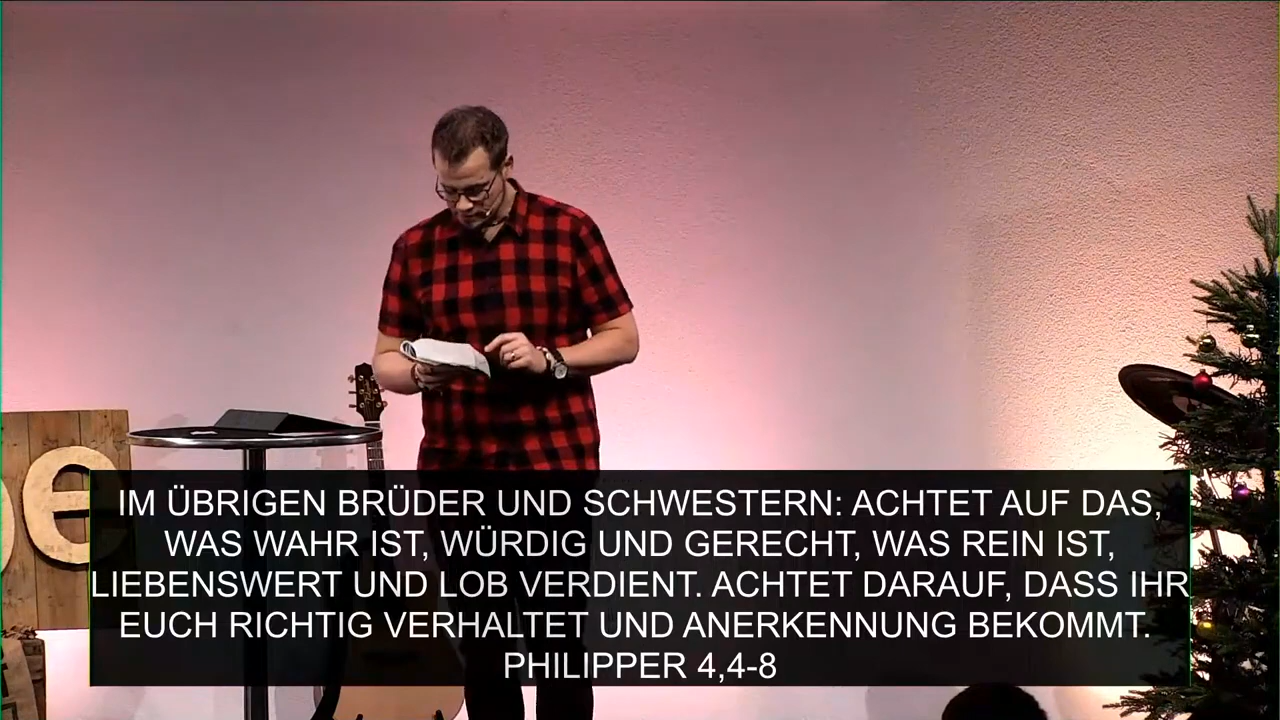 IM ÜBRIGEN BRÜDER UND SCHWESTERN: ACHTET AUF DAS,
WAS WAHR IST, WÜRDIG UND GERECHT, WAS REIN IST,
LIEBENSWERT UND LOB VERDIENT. ACHTET DARAUF, DASS IHR
EUCH RICHTIG VERHALTET UND ANERKENNUNG BEKOMMT.
PHILIPPER 4,4-8